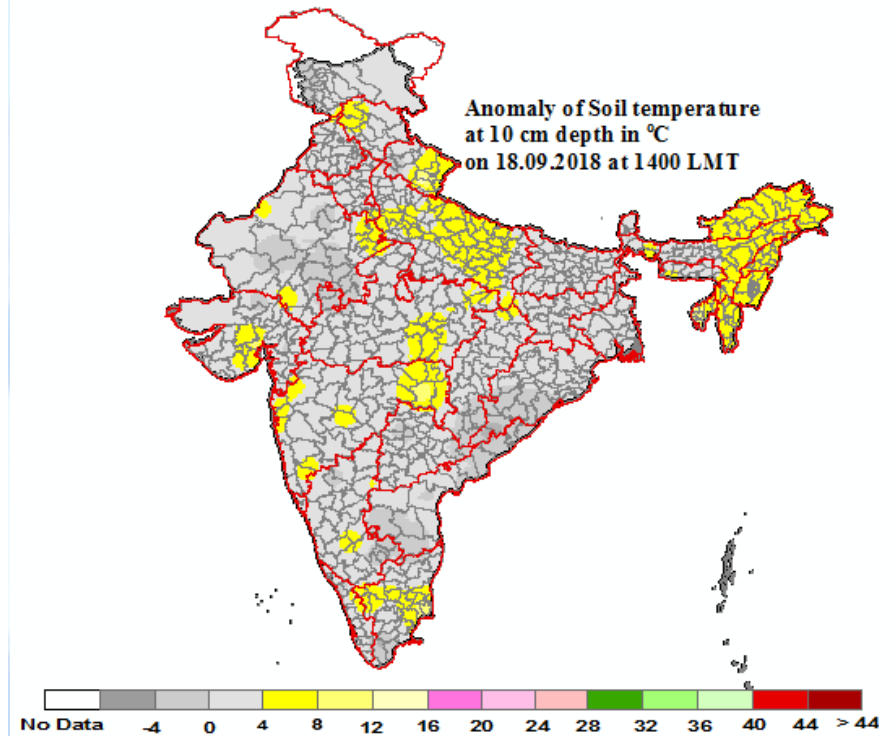 Anomaly of Soil temperature
at 10 cm depth in °C
on 18.09.2018 at 1400 LMT
No Data -4 0 4 8 12 16 20 24 28 32 36 40 44 > 44